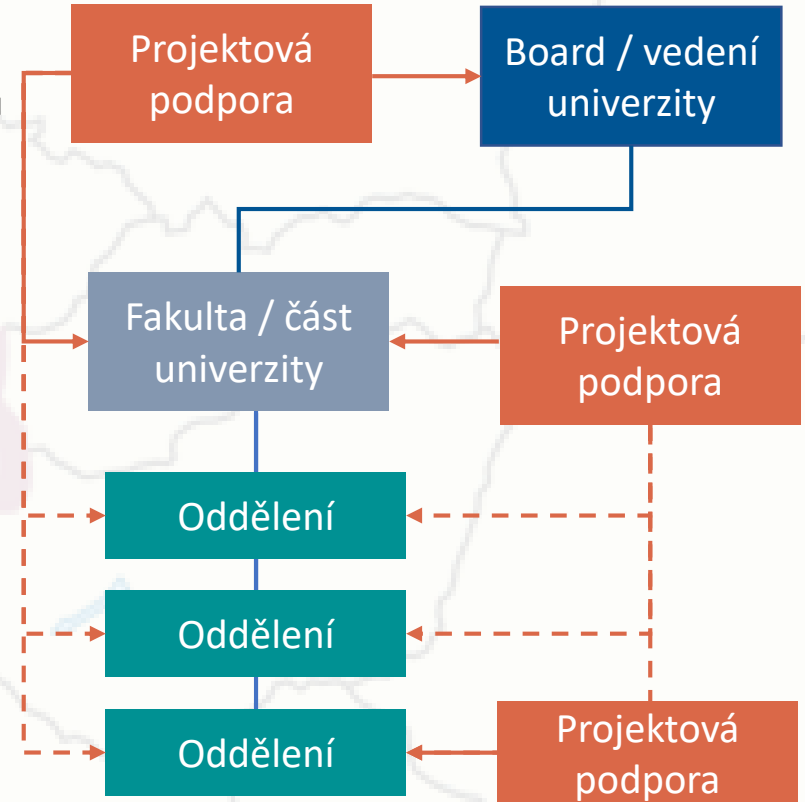 Projektová
podpora
Board / vedení
univerzity
Fakulta / část
univerzity
Projektová
podpora
Oddělení
Oddělení
Oddělení
Projektová
podpora